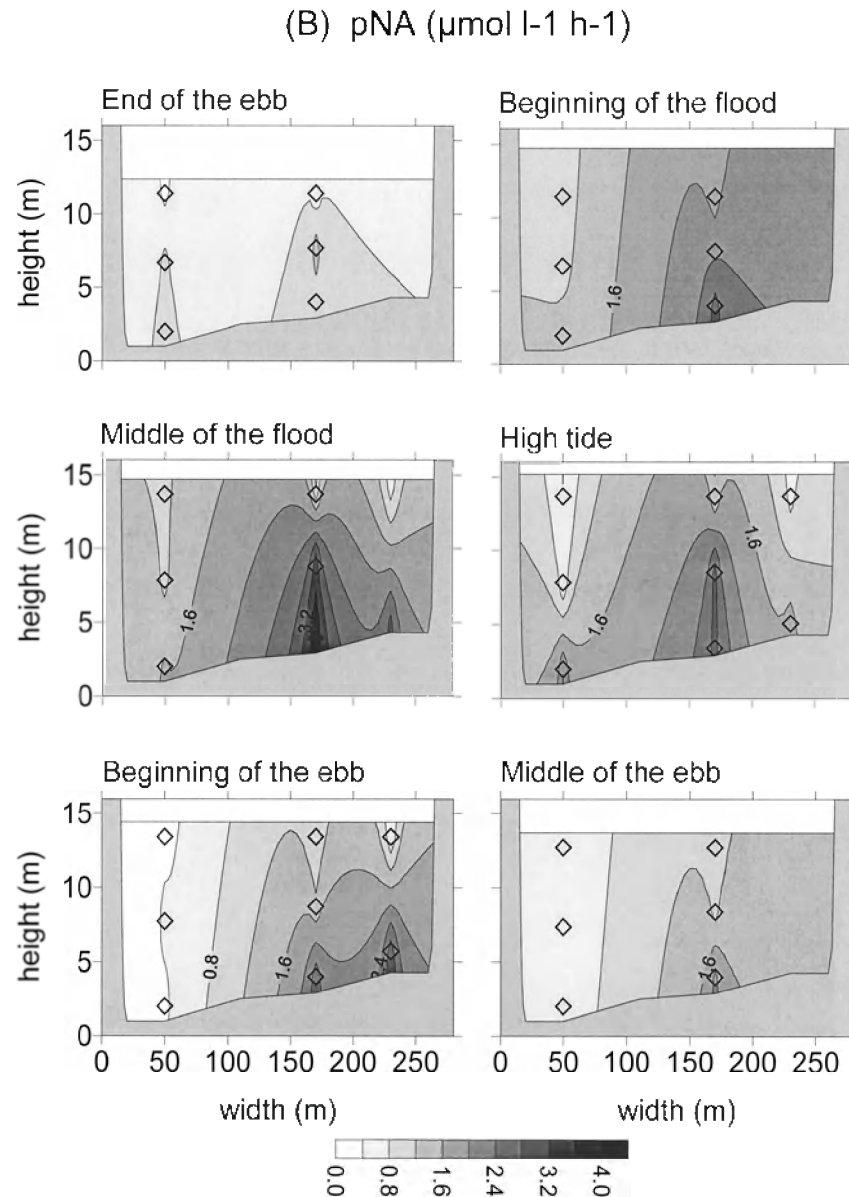 (B) pNA (µmol l-1 h-1)
End of the ebb
Beginning of the flood
height (m)
15
10
5
0
1.6
Middle of the flood
High tide
height (m)
15
10
5
0
1.6
3.2
1.6
1.6
Beginning of the ebb
Middle of the ebb
height (m)
15
10
5
0
0.8
1.6
2.4
1.6
0 50 100 150 200 250
0 50 100 150 200 250
width (m)
width (m)
0.0 0.8 1.6 2.4 3.2 4.0